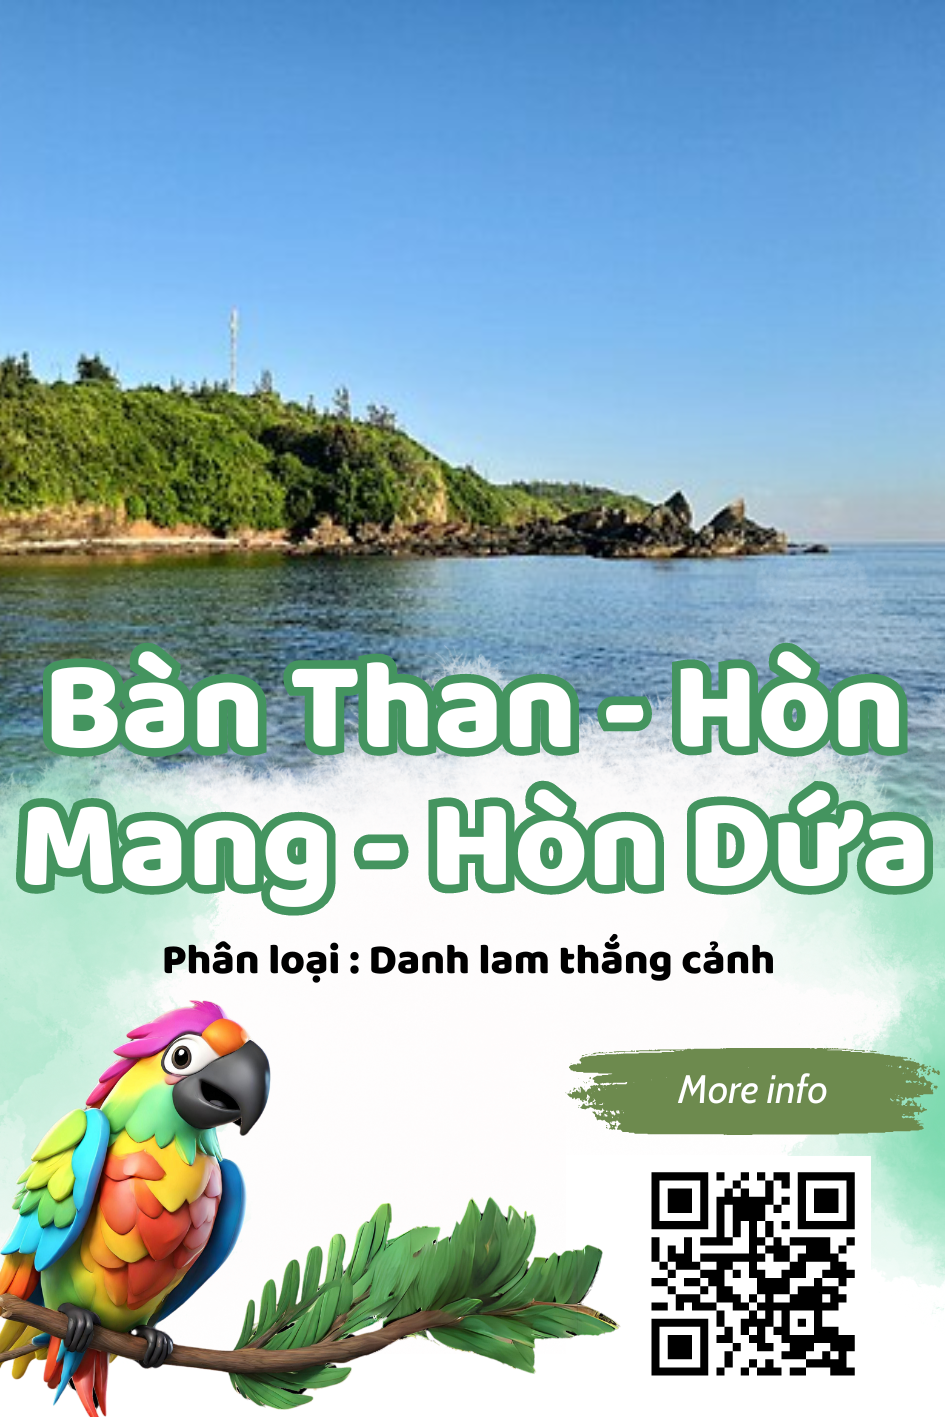 Bàn Than - Hòn
Mang - Hòn Dứa
Phân loại : Danh lam thắng cảnh
More info